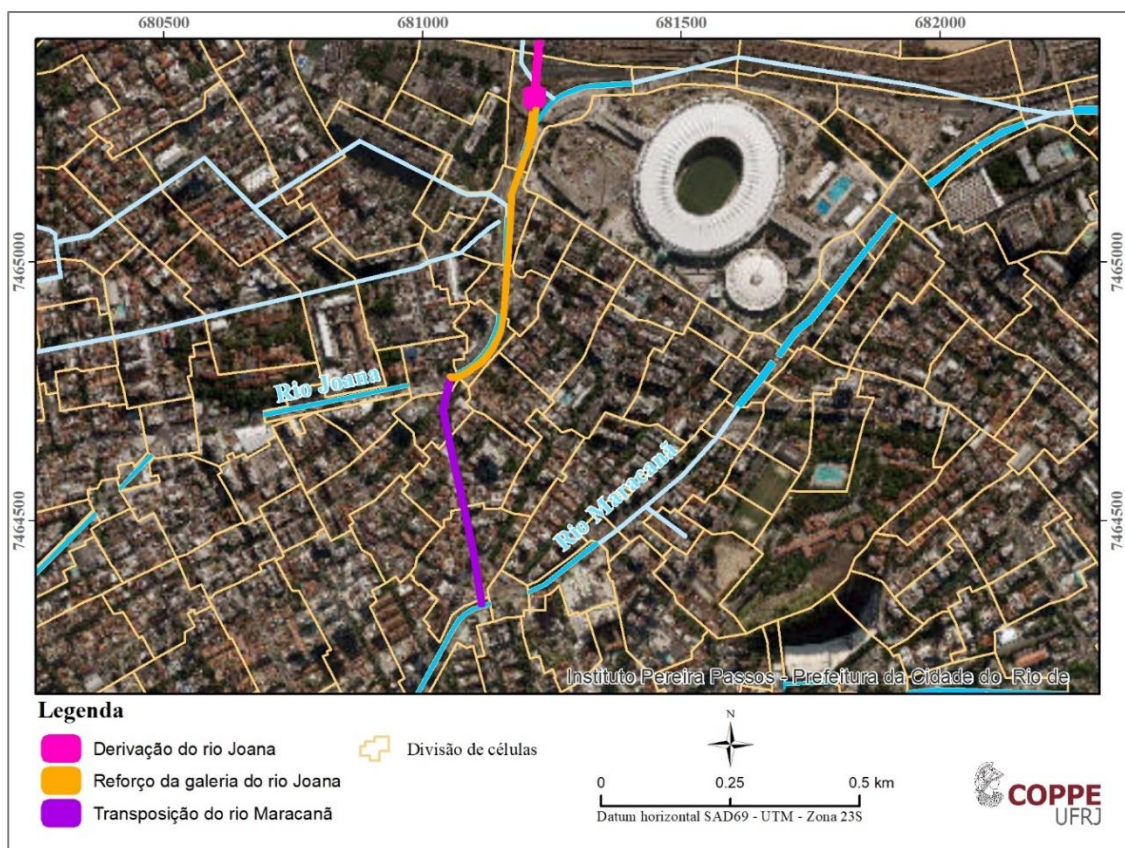 680500 681000 681500 682000
7465000 7465000
Rio Joana
Rio Maracanã
7464500 7464500
Instituto Pereira Passos - Prefeitura da Cidade do Rio de
Legenda
Derivação do rio Joana
Reforço da galeria do rio Joana
Transposição do rio Maracanã
Divisão de células
N
0 0.25 0.5 km
Datum horizontal SAD69 - UTM - Zona 23S
COPPE
UFRJ